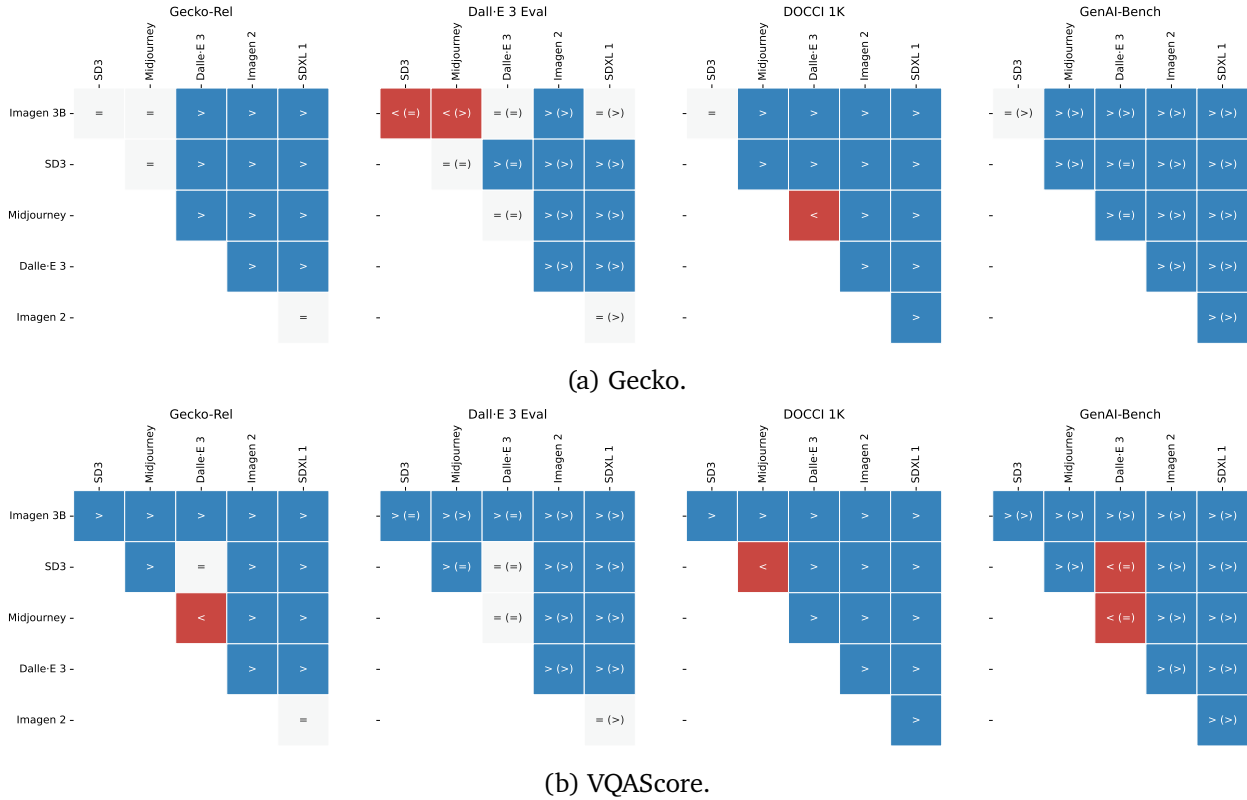 Gecko-Rel Dall·E 3 Eval DOCCI 1K GenAI-Bench
SD3 Midjourney Dalle·E 3 Imagen 2 SDXL 1 SD3 Midjourney Dalle·E 3 Imagen 2 SDXL 1 SD3 Midjourney Dalle·E 3 Imagen 2 SDXL 1 SD3 Midjourney Dalle·E 3 Imagen 2 SDXL 1
Imagen 3B = = > > > < (=) < (>) = (=) > (>) = (>) = > > > > = (>) > (>) > (>) > (>) > (>)
SD3 = > > > = (=) > (=) > (>) > (>) > > > > > (>) > (=) > (>) > (>)
Midjourney > > > = (=) > (>) > (>) < > > > (=) > (>) > (>)
Dalle·E 3 > > > (>) > (>) > > > (>) > (>)
Imagen 2 = = (>) > > (>)
(a) Gecko.
Gecko-Rel Dall·E 3 Eval DOCCI 1K GenAI-Bench
SD3 Midjourney Dalle·E 3 Imagen 2 SDXL 1 SD3 Midjourney Dalle·E 3 Imagen 2 SDXL 1 SD3 Midjourney Dalle·E 3 Imagen 2 SDXL 1 SD3 Midjourney Dalle·E 3 Imagen 2 SDXL 1
Imagen 3B > > > > > > (=) > (>) > (=) > (>) > (>) > > > > > > (>) > (>) > (>) > (>) > (>)
SD3 > = > > > (=) = (=) > (>) > (>) < > > > > (>) < (=) > (>) > (>)
Midjourney < > > = (=) > (>) > (>) > > > < (=) > (>) > (>)
Dalle·E 3 > > > (>) > (>) > > > (>) > (>)
Imagen 2 = = (>) > > (>)
(b) VQAScore.